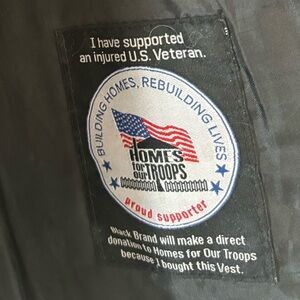 I have supported
an injured U.S. Veteran.
BUILDING HOMES, REBUILDING LIVES
HOMES
for
our TROOPS
proud supporter
Black Brand will make a direct
donation to Homes for Our Troops
because I bought this Vest.